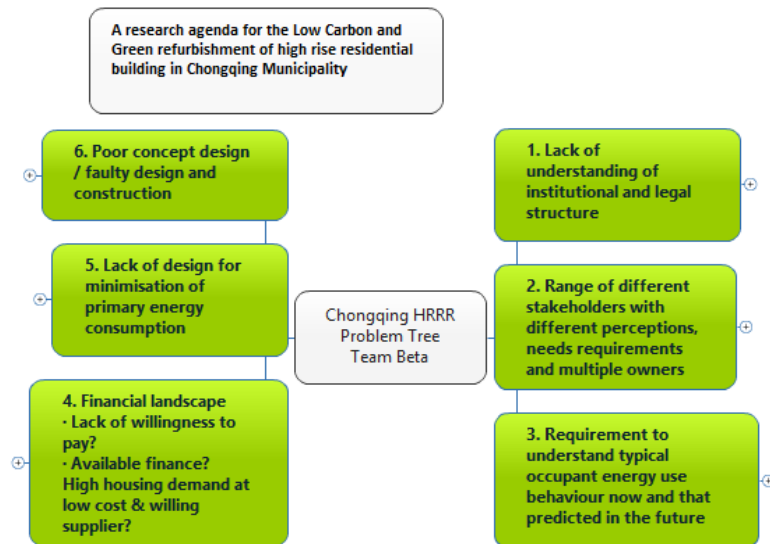 A research agenda for the Low Carbon and
Green refurbishment of high rise residential
building in Chongqing Municipality
6. Poor concept design
/ faulty design and
construction
5. Lack of design for
minimisation of
primary energy
consumption
4. Financial landscape
· Lack of willingness to
pay?
· Available finance?
High housing demand at
low cost & willing
supplier?
Chongqing HRRR
Problem Tree
Team Beta
1. Lack of
understanding of
institutional and legal
structure
2. Range of different
stakeholders with
different perceptions,
needs requirements
and multiple owners
3. Requirement to
understand typical
occupant energy use
behaviour now and that
predicted in the future